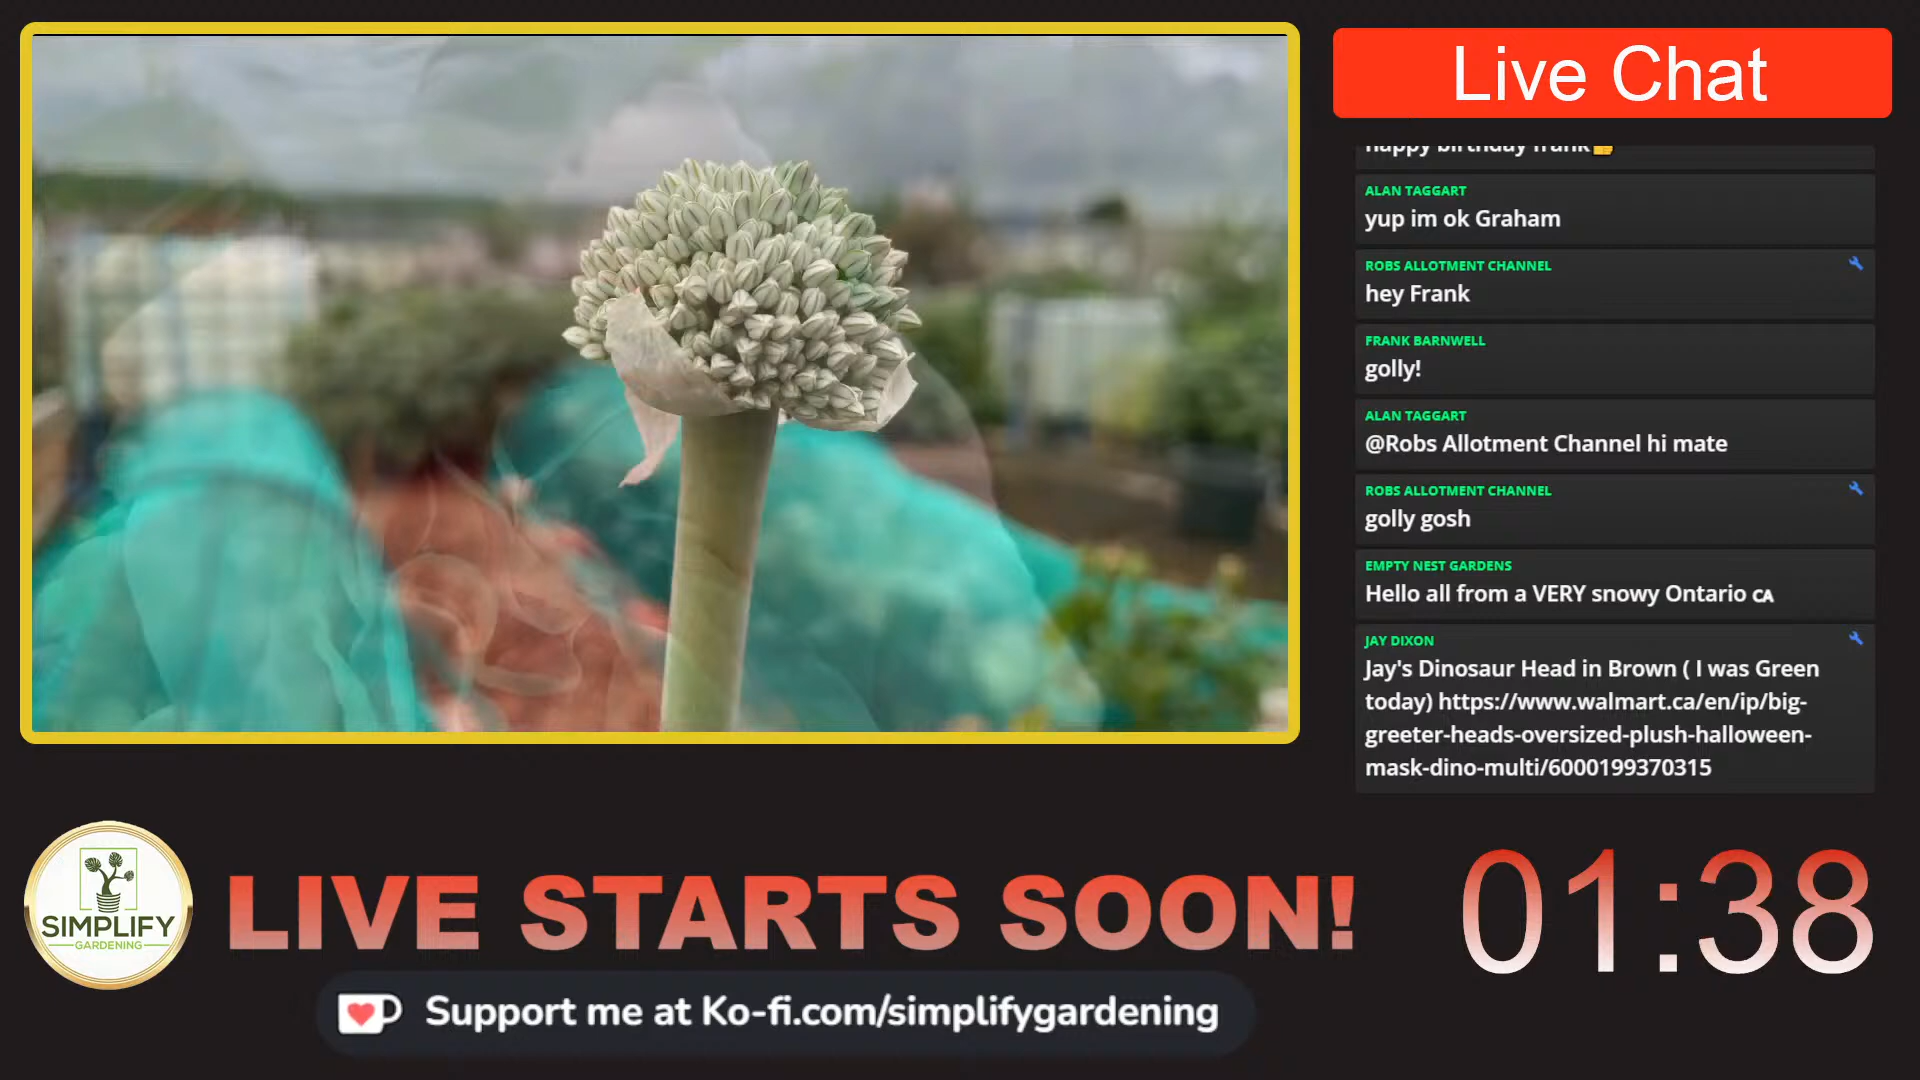 Live Chat
happy birthday frank
ALAN TAGGART
yup im ok Graham
ROBS ALLOTMENT CHANNEL
hey Frank
FRANK BARNWELL
golly!
ALAN TAGGART
@Robs Allotment Channel hi mate
ROBS ALLOTMENT CHANNEL
golly gosh
EMPTY NEST GARDENS
Hello all from a VERY snowy Ontario CA
JAY DIXON
Jay's Dinosaur Head in Brown ( I was Green
today) https://www.walmart.ca/en/ip/big-
greeter-heads-oversized-plush-halloween-
mask-dino-multi/6000199370315
SIMPLIFY
GARDENING
LIVE STARTS SOON!
01:38
Support me at Ko-fi.com/simplifygardening